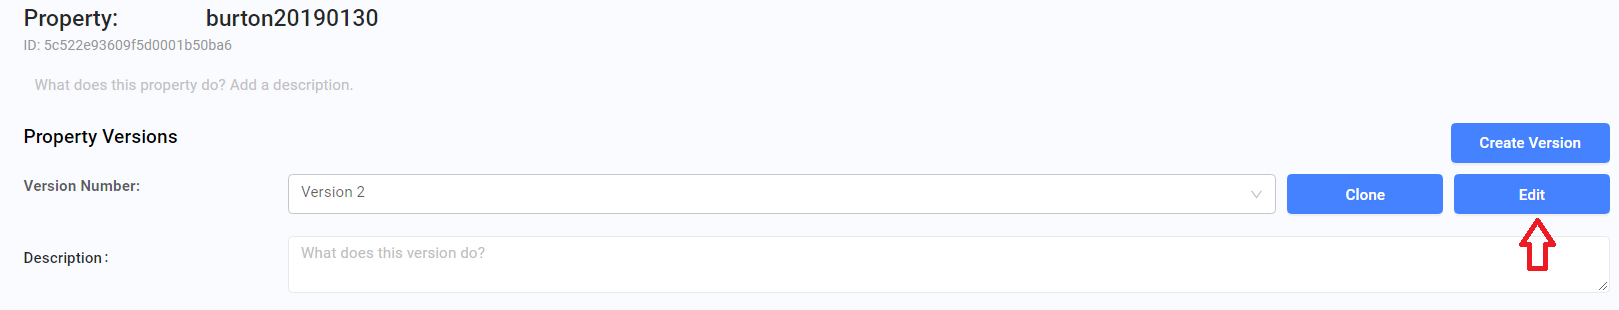 Property: burton20190130
ID: 5c522e93609f5d0001b50ba6
What does this property do? Add a description.
Property Versions
Create Version
Version Number: Version 2 Clone Edit
Description: What does this version do?